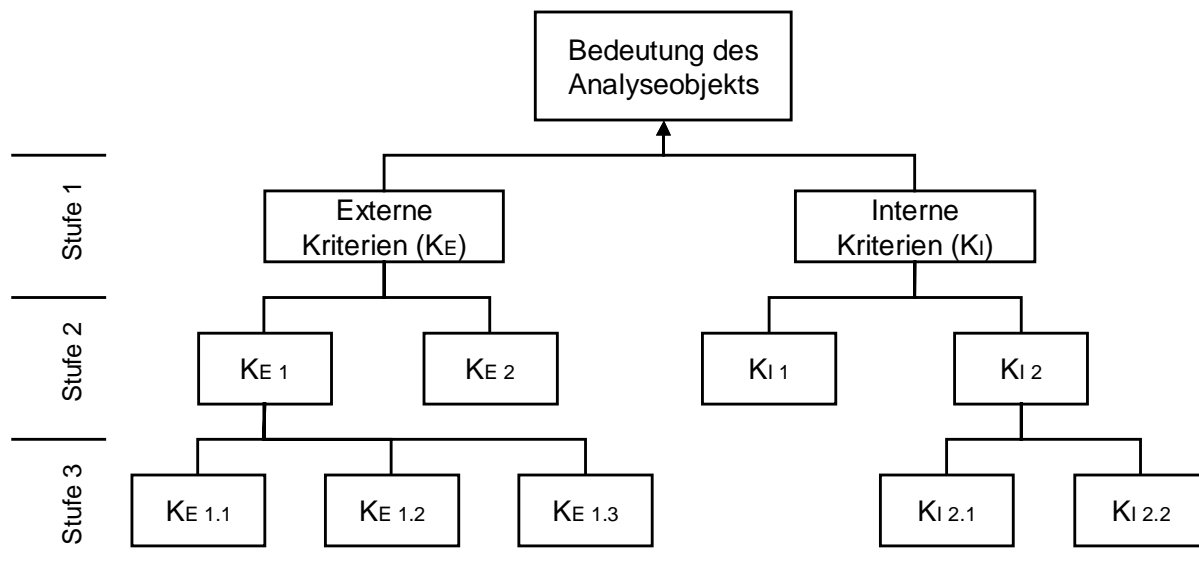 Bedeutung des
Analyseobjekts
Stufe 1
Externe
Kriterien (KE)
Interne
Kriterien (KI)
Stufe 2
KE 1
KE 2
KI 1
KI 2
Stufe 3
KE 1.1
KE 1.2
KE 1.3
KI 2.1
KI 2.2